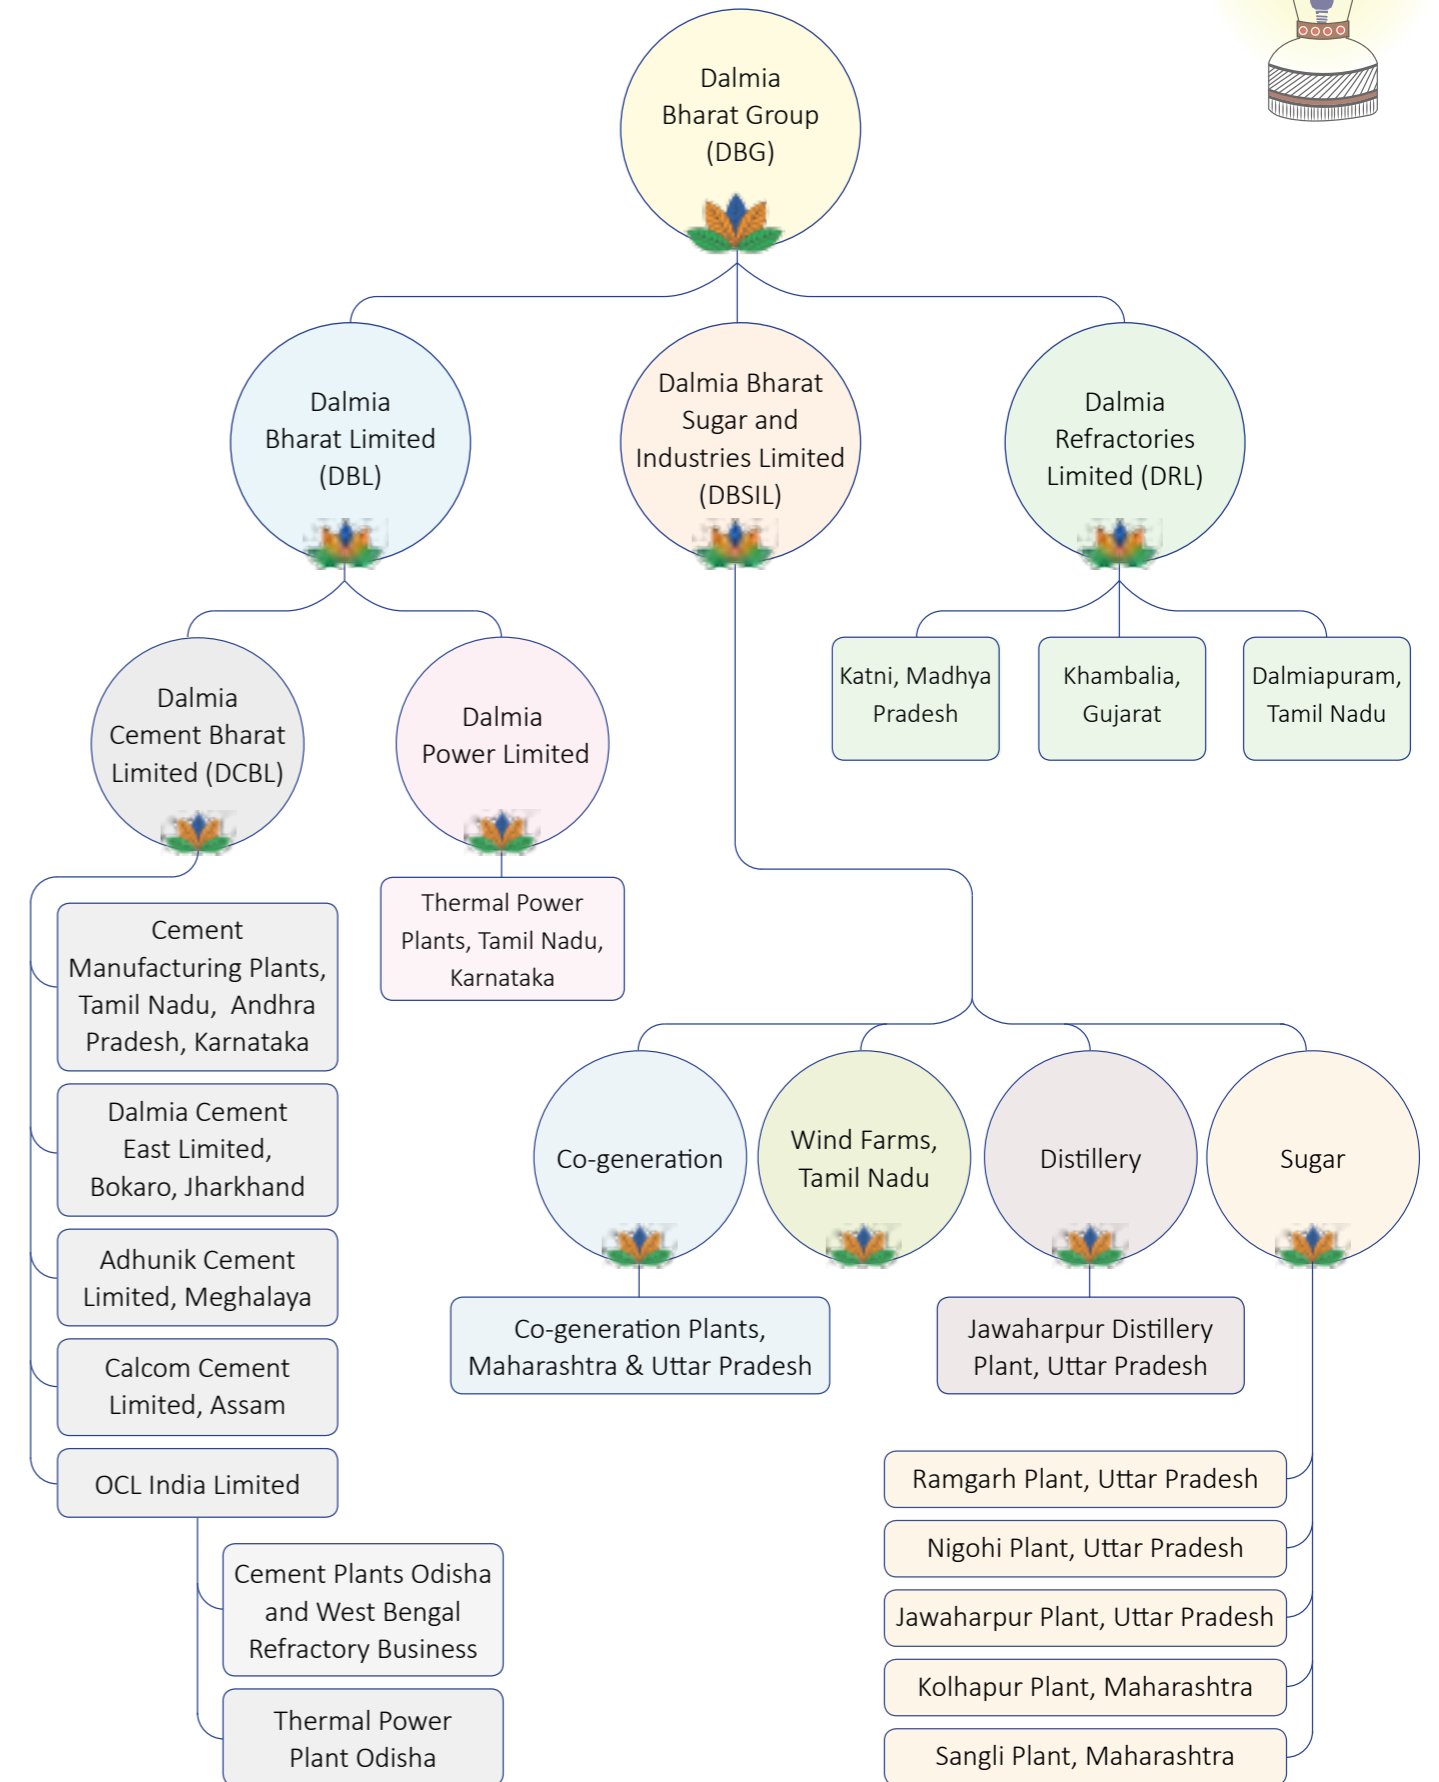 Dalmia
Bharat Group
(DBG)
Dalmia
Bharat Limited
(DBL)
Dalmia Bharat
Sugar and
Industries Limited
(DBSIL)
Dalmia
Refractories
Limited (DRL)
Dalmia
Cement Bharat
Limited (DCBL)
Dalmia
Power Limited
Katni, Madhya
Pradesh
Khambalia,
Gujarat
Dalmiapuram,
Tamil Nadu
Cement
Manufacturing Plants,
Tamil Nadu, Andhra
Pradesh, Karnataka
Thermal Power
Plants, Tamil Nadu,
Karnataka
Dalmia Cement
East Limited,
Bokaro, Jharkhand
Adhunik Cement
Limited, Meghalaya
Calcom Cement
Limited, Assam
OCL India Limited
Cement Plants Odisha
and West Bengal
Refractory Business
Thermal Power
Plant Odisha
Co-generation
Wind Farms,
Tamil Nadu
Distillery
Sugar
Co-generation Plants,
Maharashtra & Uttar Pradesh
Jawaharpur Distillery
Plant, Uttar Pradesh
Ramgarh Plant, Uttar Pradesh
Nigohi Plant, Uttar Pradesh
Jawaharpur Plant, Uttar Pradesh
Kolhapur Plant, Maharashtra
Sangli Plant, Maharashtra